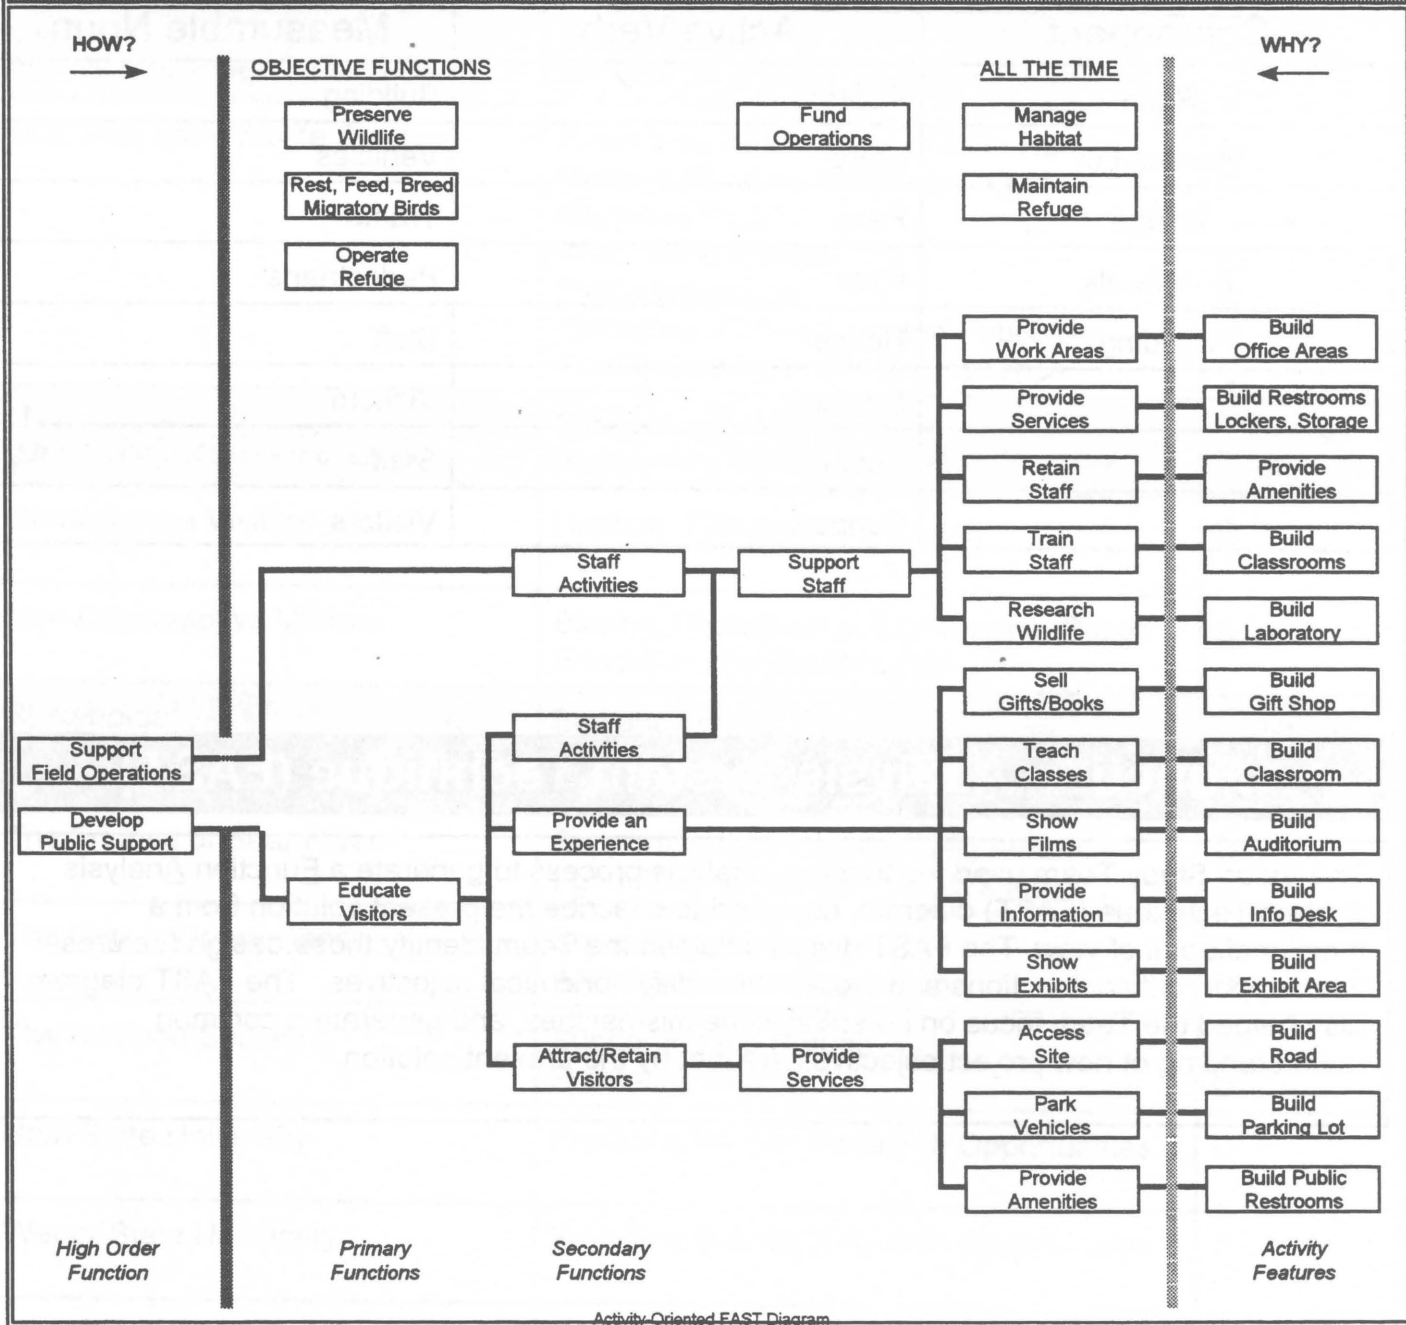 HOW?
WHY?
OBJECTIVE FUNCTIONS
ALL THE TIME
Preserve
Wildlife
Fund
Operations
Manage
Habitat
Rest, Feed, Breed
Migratory Birds
Maintain
Refuge
Operate
Refuge
Provide
Work Areas
Build
Office Areas
Provide
Services
Build Restrooms
Lockers, Storage
Retain
Staff
Provide
Amenities
Staff
Activities
Support
Staff
Train
Staff
Build
Classrooms
Research
Wildlife
Build
Laboratory
Sell
Gifts/Books
Build
Gift Shop
Support
Field Operations
Staff
Activities
Teach
Classes
Build
Classroom
Develop
Public Support
Provide an
Experience
Show
Films
Build
Auditorium
Educate
Visitors
Provide
Information
Build
Info Desk
Show
Exhibits
Build
Exhibit Area
Attract/Retain
Visitors
Provide
Services
Access
Site
Build
Road
Park
Vehicles
Build
Parking Lot
Provide
Amenities
Build Public
Restrooms
High Order
Function
Primary
Functions
Secondary
Functions
Activity
Features
Activity-Oriented FAST Diagram